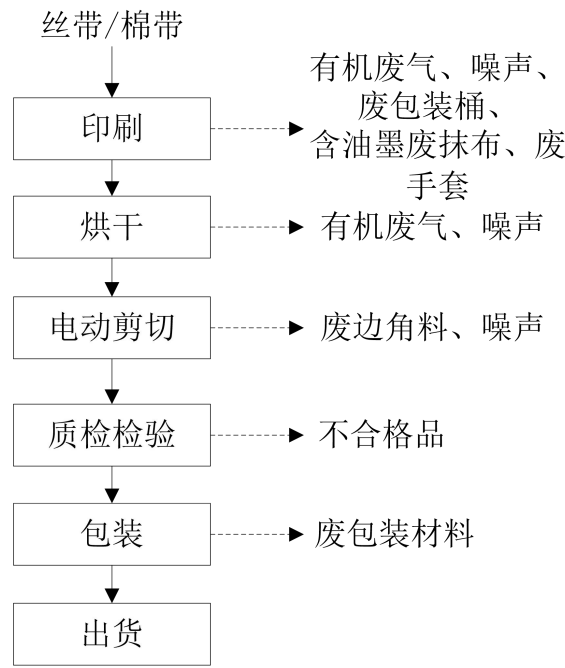 丝带/棉带
印刷
有机废气、噪声、
废包装桶、
含油墨废抹布、废
手套
烘干
有机废气、噪声
电动剪切
废边角料、噪声
质检检验
不合格品
包装
废包装材料
出货